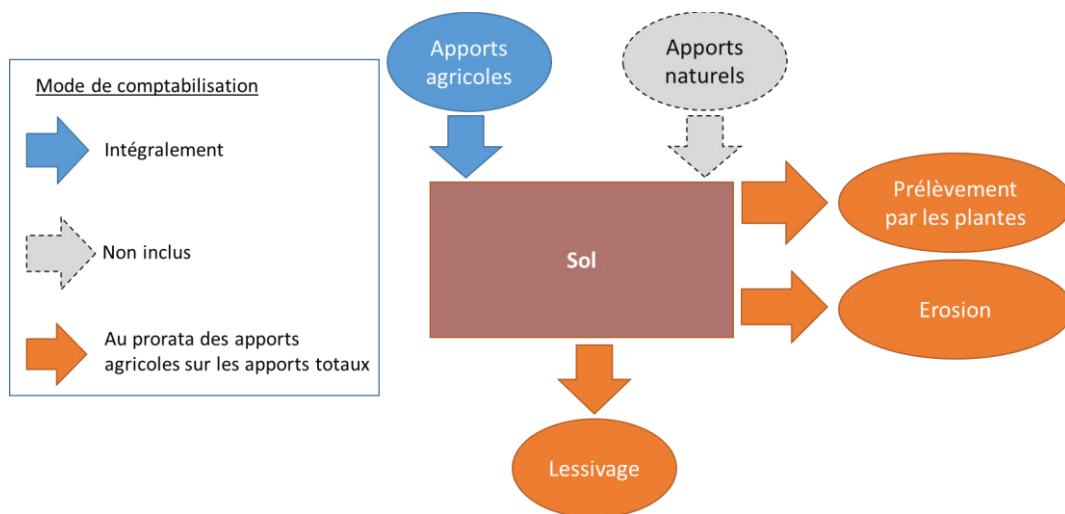 Mode de comptabilisation
Intégralement
Non inclus
Au prorata des apports
agricoles sur les apports totaux
Apports
agricoles
Apports
naturels
Sol
Prélèvement
par les plantes
Erosion
Lessivage